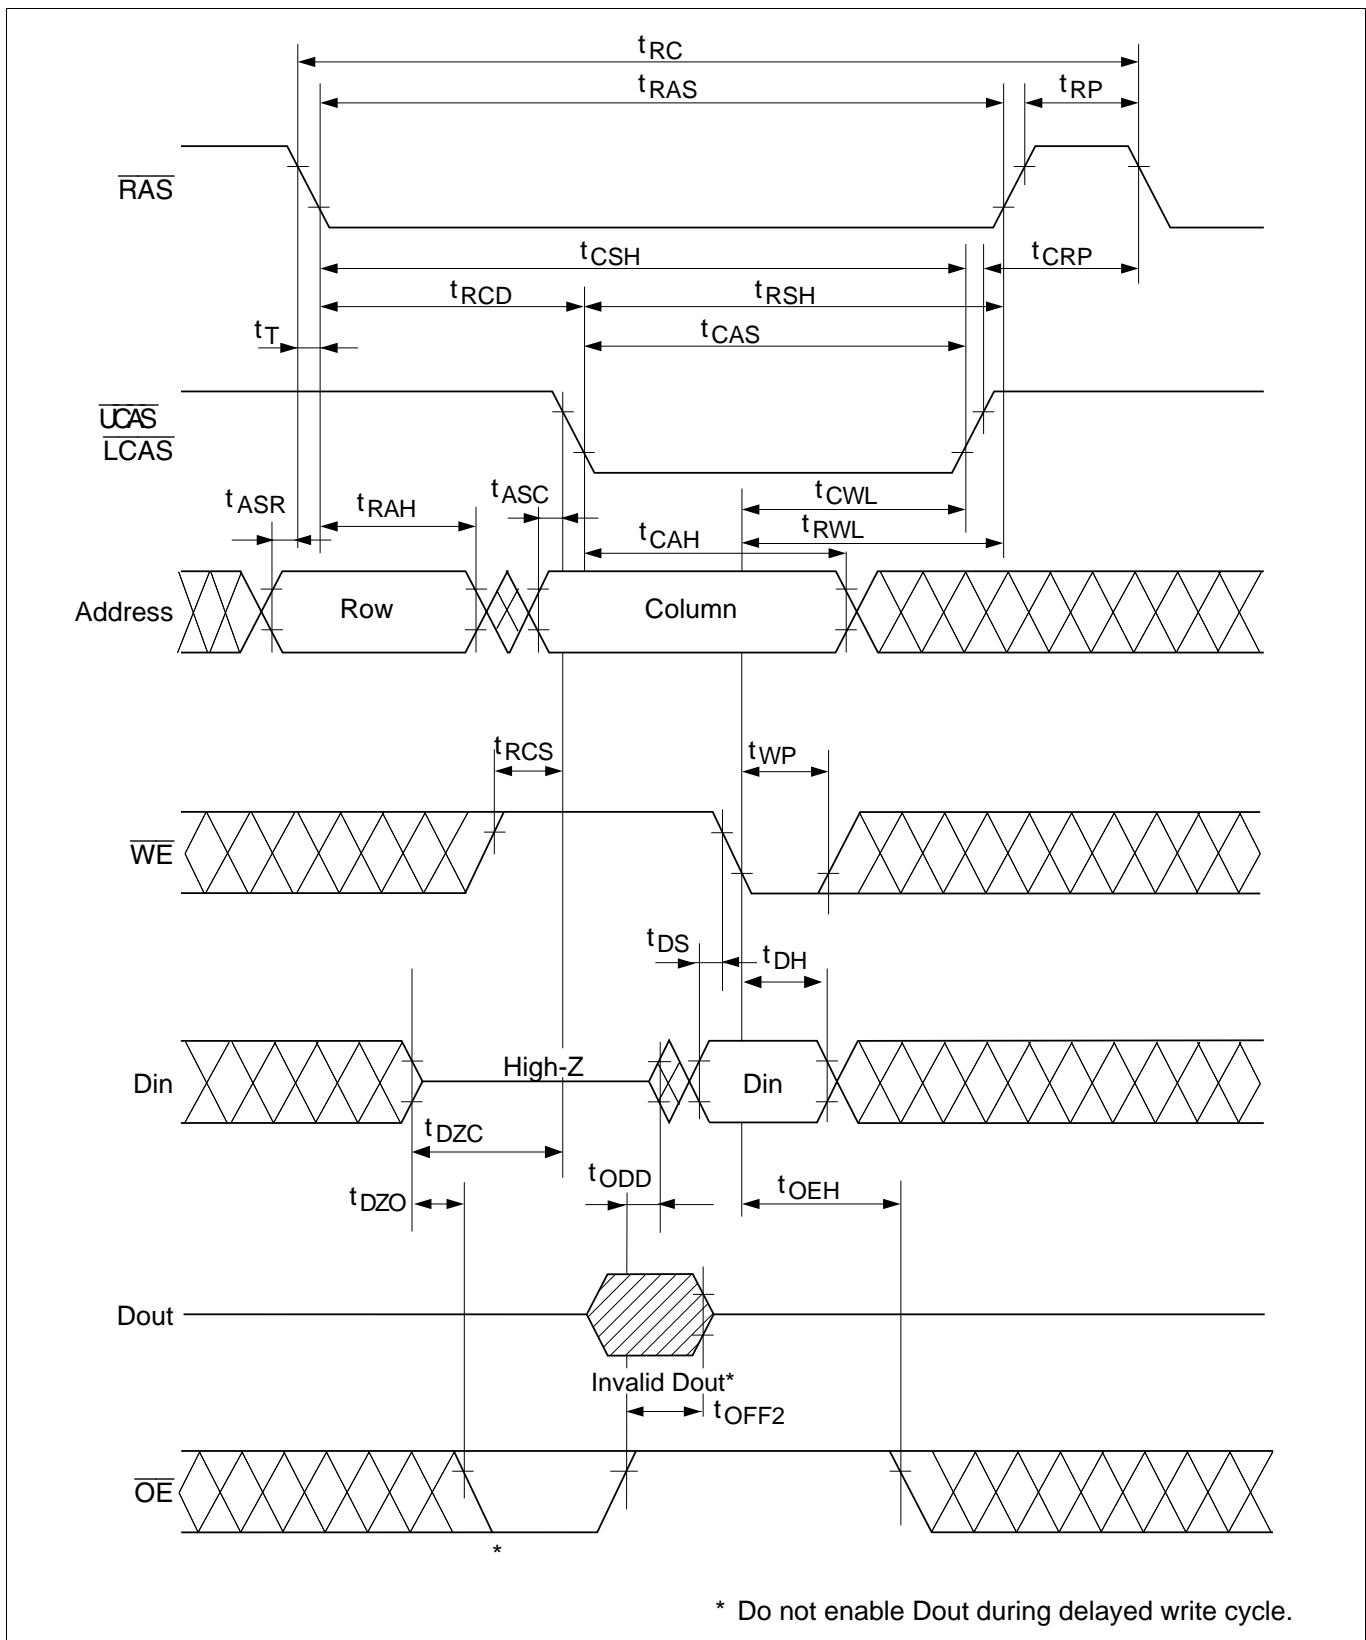 tRC
tRAS
tRP
RAS
tCSH
tCRP
tRCD
tRSH
tT
tCAS
UCAS
LCAS
tASR
tRAH
tASC
tCWL
tRWL
tCAH
Address
Row
Column
tRCS
tWP
WE
tDS
tDH
Din
High-Z
Din
tDZC
tODD
tOEH
tDZO
Dout
Invalid Dout*
tOFF2
OE
*
* Do not enable Dout during delayed write cycle.